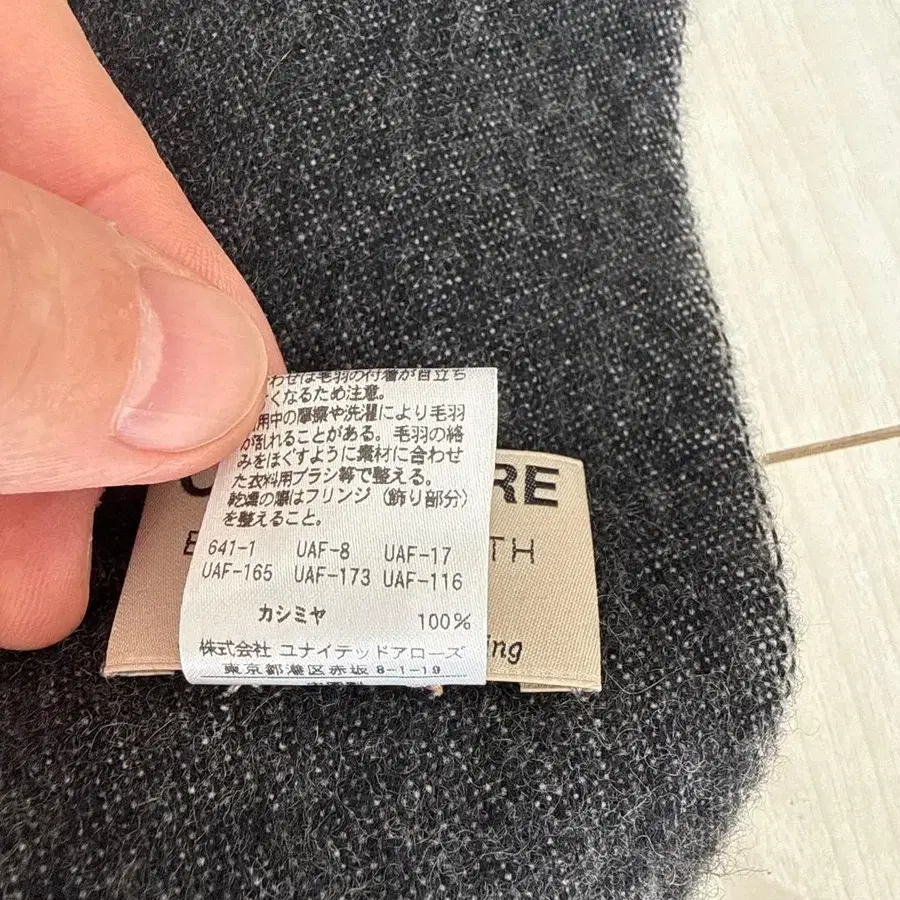 わせは毛羽の付着が目立ち
くなるため注意。
用中の摩擦や洗濯により毛羽
が倒れることがある。毛羽の絡
みをほぐすように素材に合わせ
た衣料用ブラシ等で整える。
乾燥の際はフリンジ（飾り部分）
を整えること。
641-1 UAF-8 UAF-17
UAF-165 UAF-173 UAF-116
カシミヤ 100%
株式会社 ユナイテッドアローズ
東京都港区赤坂 8-1-19
RE
TH
ing